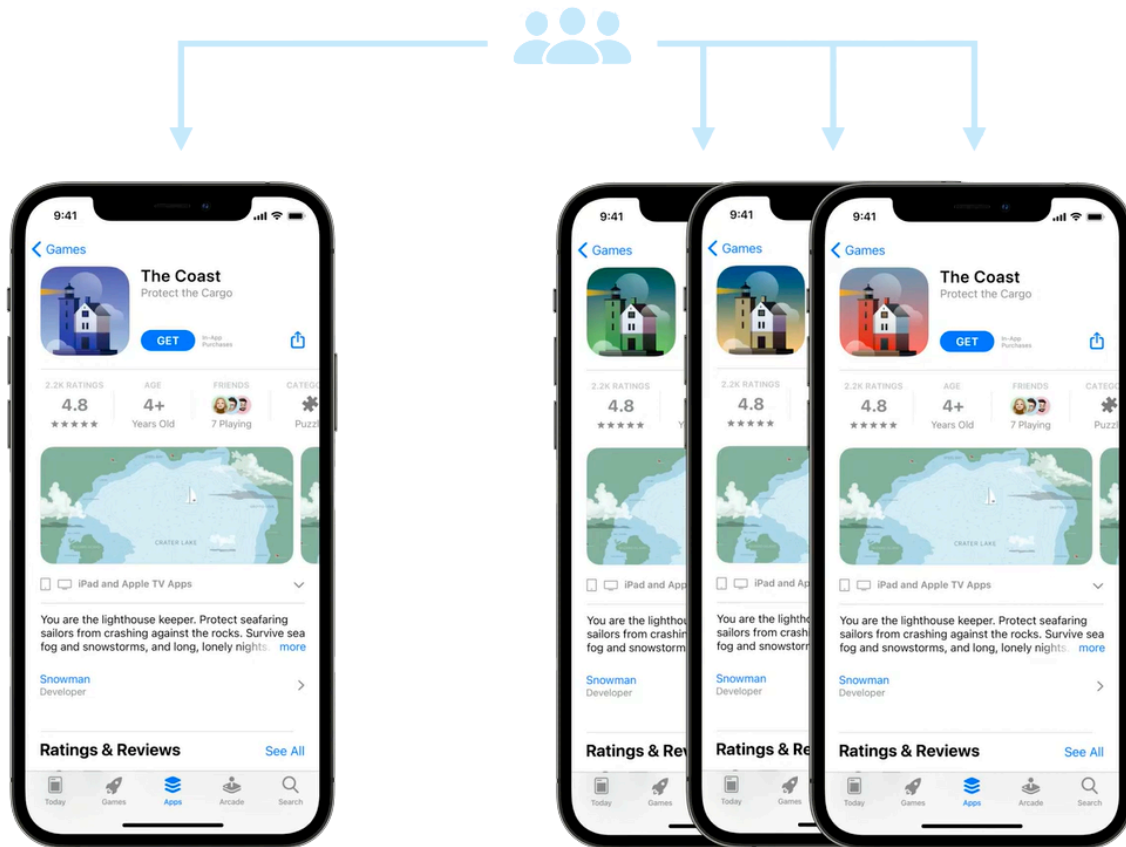 9:41
Games
The Coast
Protect the Cargo
GET
In-App
Purchases
2.2K RATINGS
4.8
AGE
4+
Years Old
FRIENDS
7 Playing
CATEGO
Puzzl
CRATER LAKE
iPad and Apple TV Apps
You are the lighthouse keeper. Protect seafaring
sailors from crashing against the rocks. Survive sea
fog and snowstorms, and long, lonely nights. more
Snowman
Developer
Ratings & Reviews
See All
Today
Games
Apps
Arcade
Search
9:41
Games
2.2K RATINGS
4.8
Y
iPad and App
You are the lighthou
sailors from crashin
fog and snowstorm
Snowman
Developer
Ratings & Rev
Today
Games
9:41
Games
2.2K RATINGS
4.8
iPad and Ap
You are the lightho
sailors from crash
fog and snowstor
Snowman
Developer
Ratings & Re
Today
Games
9:41
Games
The Coast
Protect the Cargo
GET
In-App
Purchases
2.2K RATINGS
4.8
AGE
4+
Years Old
FRIENDS
7 Playing
CATEGO
Puzzl
CRATER LAKE
iPad and Apple TV Apps
You are the lighthouse keeper. Protect seafaring
sailors from crashing against the rocks. Survive sea
fog and snowstorms, and long, lonely nights. more
Snowman
Developer
Ratings & Reviews
See All
Today
Games
Apps
Arcade
Search